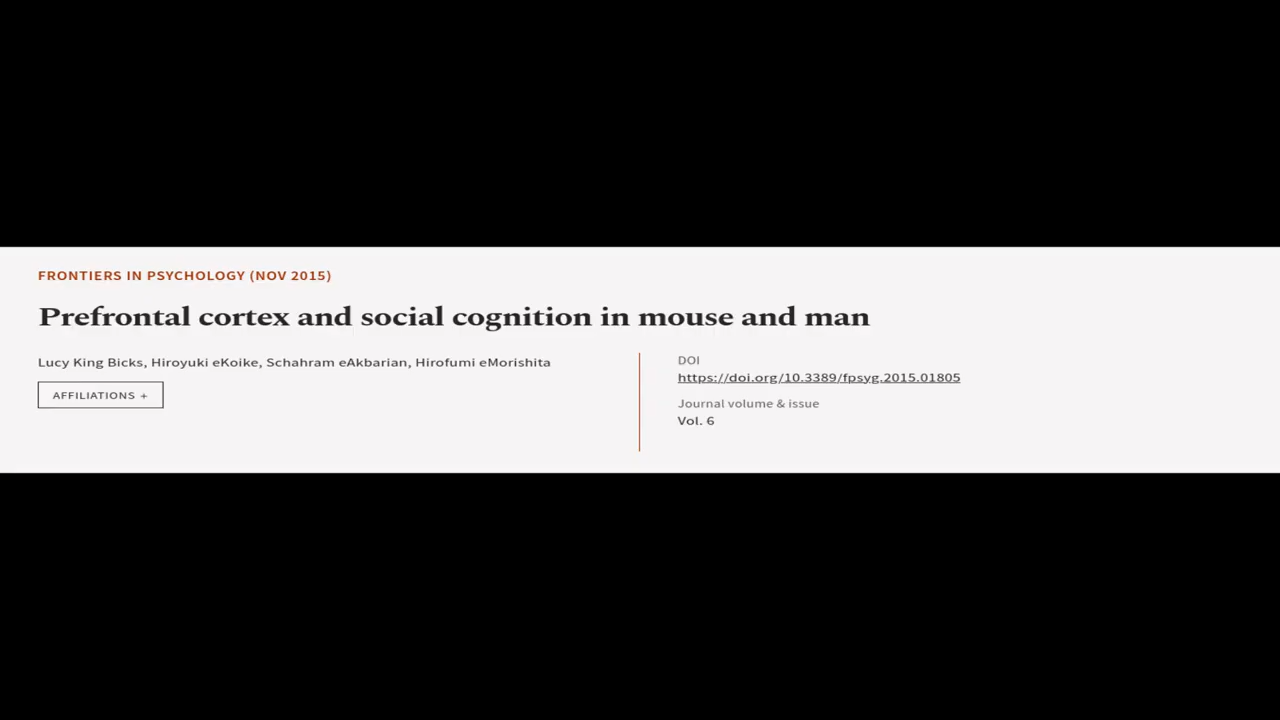 FRONTIERS IN PSYCHOLOGY (NOV 2015)
Prefrontal cortex and social cognition in mouse and man
Lucy King Bicks, Hiroyuki eKoike, Schahram eAkbarian, Hirofumi eMorishita
AFFILIATIONS +
DOI
https://doi.org/10.3389/fpsyg.2015.01805
Journal volume & issue
Vol. 6